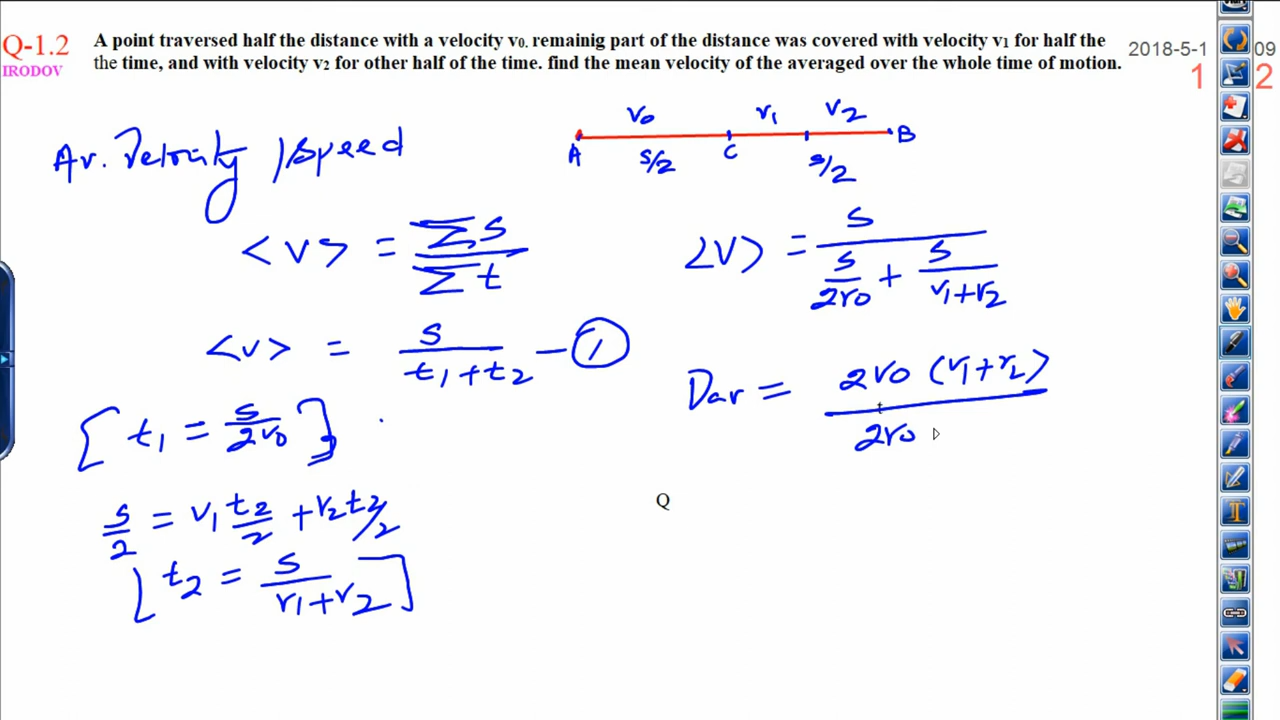 Q-1.2
IRODOV
A point traversed half the distance with a velocity v₀. remainig part of the distance was covered with velocity v₁ for half the
the time, and with velocity v₂ for other half of the time. find the mean velocity of the averaged over the whole time of motion.
2018-5-1
09
1 2
Av. Velocity / Speed
v₀ v₁ v₂
A C B
s/2 s/2
<v> = Σs / Σt
<v> = s / (t₁ + t₂) - ①
[t₁ = s / 2v₀]
s/2 = v₁ t₂/2 + v₂ t₂/2
[t₂ = s / (v₁ + v₂)]
<v> = s / (s/2v₀ + s/(v₁ + v₂))
= 2v₀ (v₁ + v₂) / 2v₀
Q